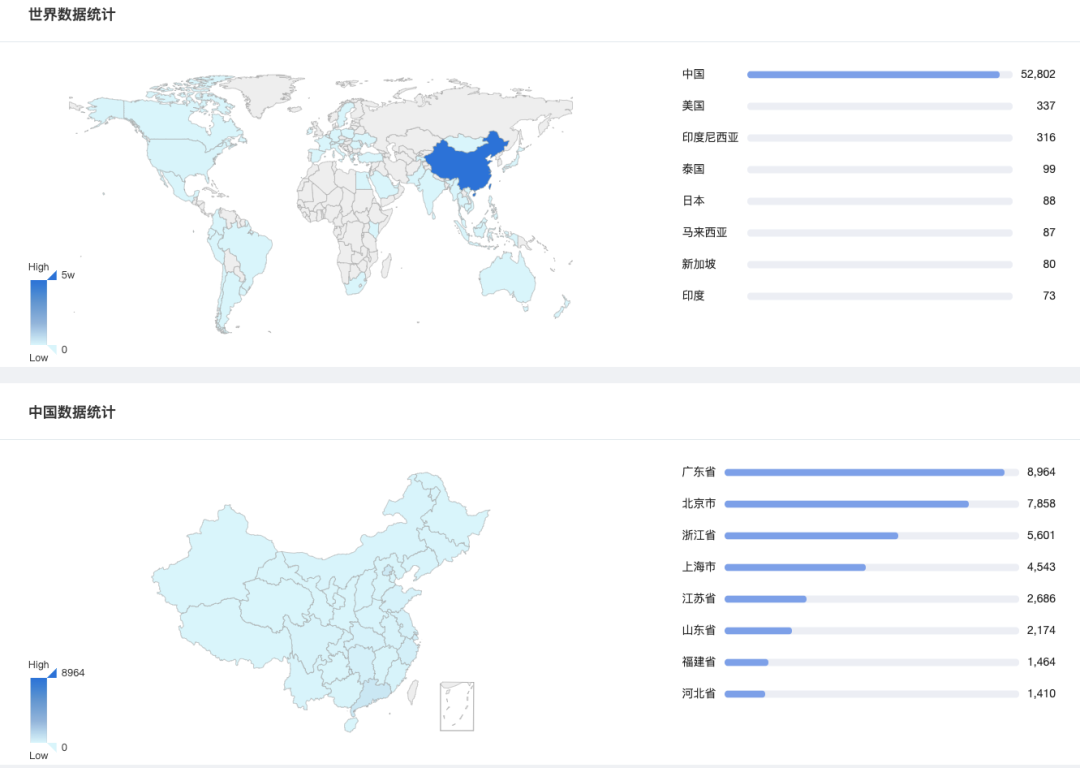 世界数据统计
中国 52,802
美国 337
印度尼西亚 316
泰国 99
日本 88
马来西亚 87
新加坡 80
印度 73
High
5w
0
Low
中国数据统计
广东省 8,964
北京市 7,858
浙江省 5,601
上海市 4,543
江苏省 2,686
山东省 2,174
福建省 1,464
河北省 1,410
High
8964
0
Low